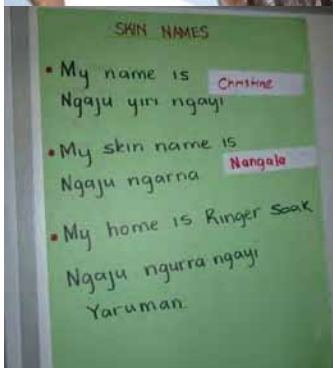 SKIN NAMES
• My name is Christine
Ngaju yiri ngayi
• My skin name is
Ngaju ngarna Nangala
• My home is Ringer Soak
Ngaju ngurra ngayi
Yaruman